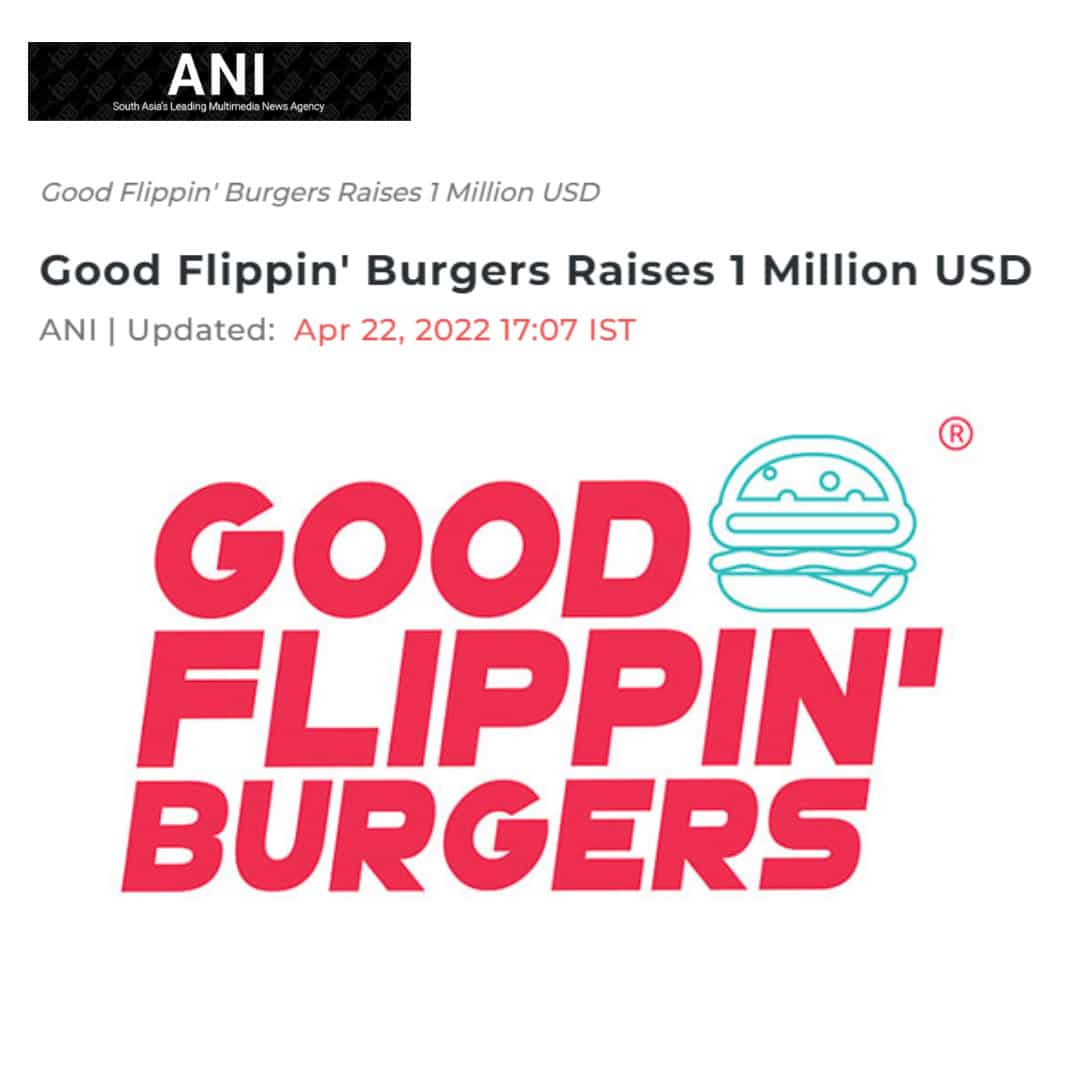 ANI
South Asia's Leading Multimedia News Agency
Good Flippin' Burgers Raises 1 Million USD
Good Flippin' Burgers Raises 1 Million USD
ANI | Updated: Apr 22, 2022 17:07 IST
®
GOOD
FLIPPIN'
BURGERS